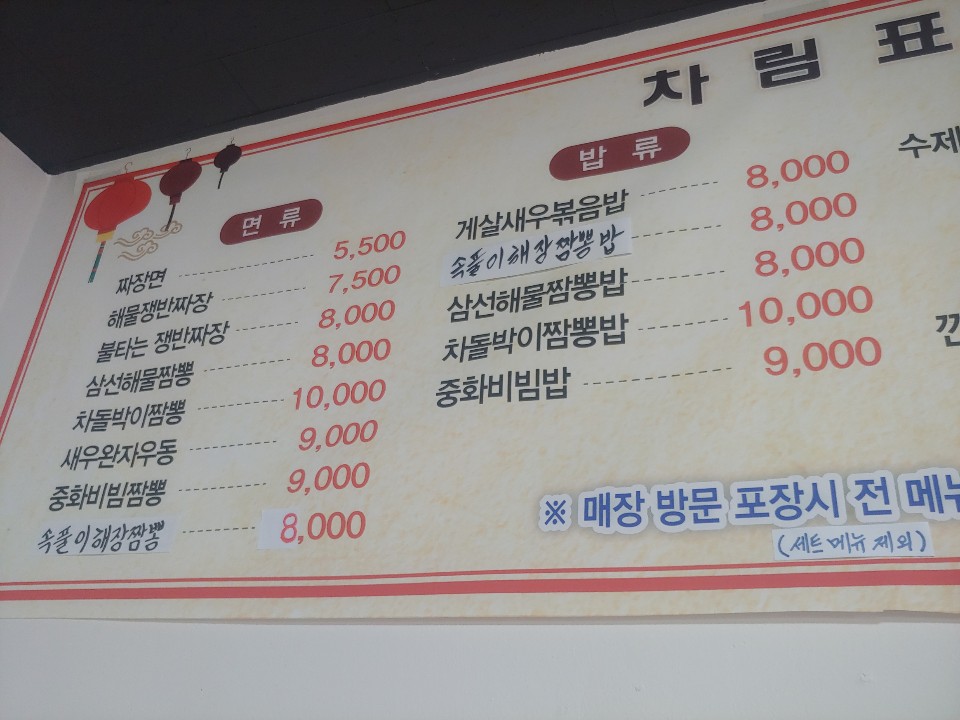 차림표
면류
짜장면 5,500
해물쟁반짜장 7,500
불타는 쟁반짜장 8,000
삼선해물짬뽕 8,000
차돌박이짬뽕 10,000
새우완자우동 9,000
중화비빔짬뽕 9,000
속풀이해장짬뽕 8,000
밥류
게살새우볶음밥 8,000
속풀이해장짬뽕밥 8,000
삼선해물짬뽕밥 8,000
차돌박이짬뽕밥 10,000
중화비빔밥 9,000
수제
깐
※ 매장 방문 포장시 전 메뉴
(세트메뉴 제외)